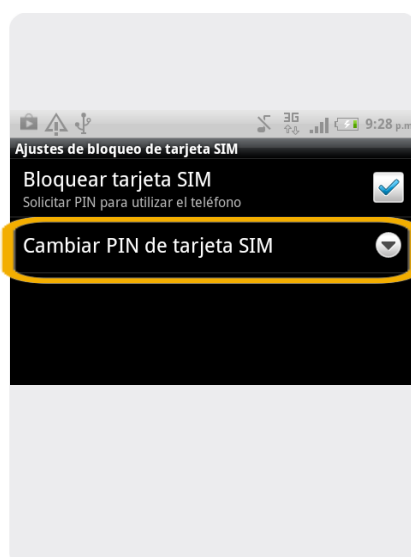 3G
9:28 p.m
Ajustes de bloqueo de tarjeta SIM
Bloquear tarjeta SIM
Solicitar PIN para utilizar el teléfono
Cambiar PIN de tarjeta SIM